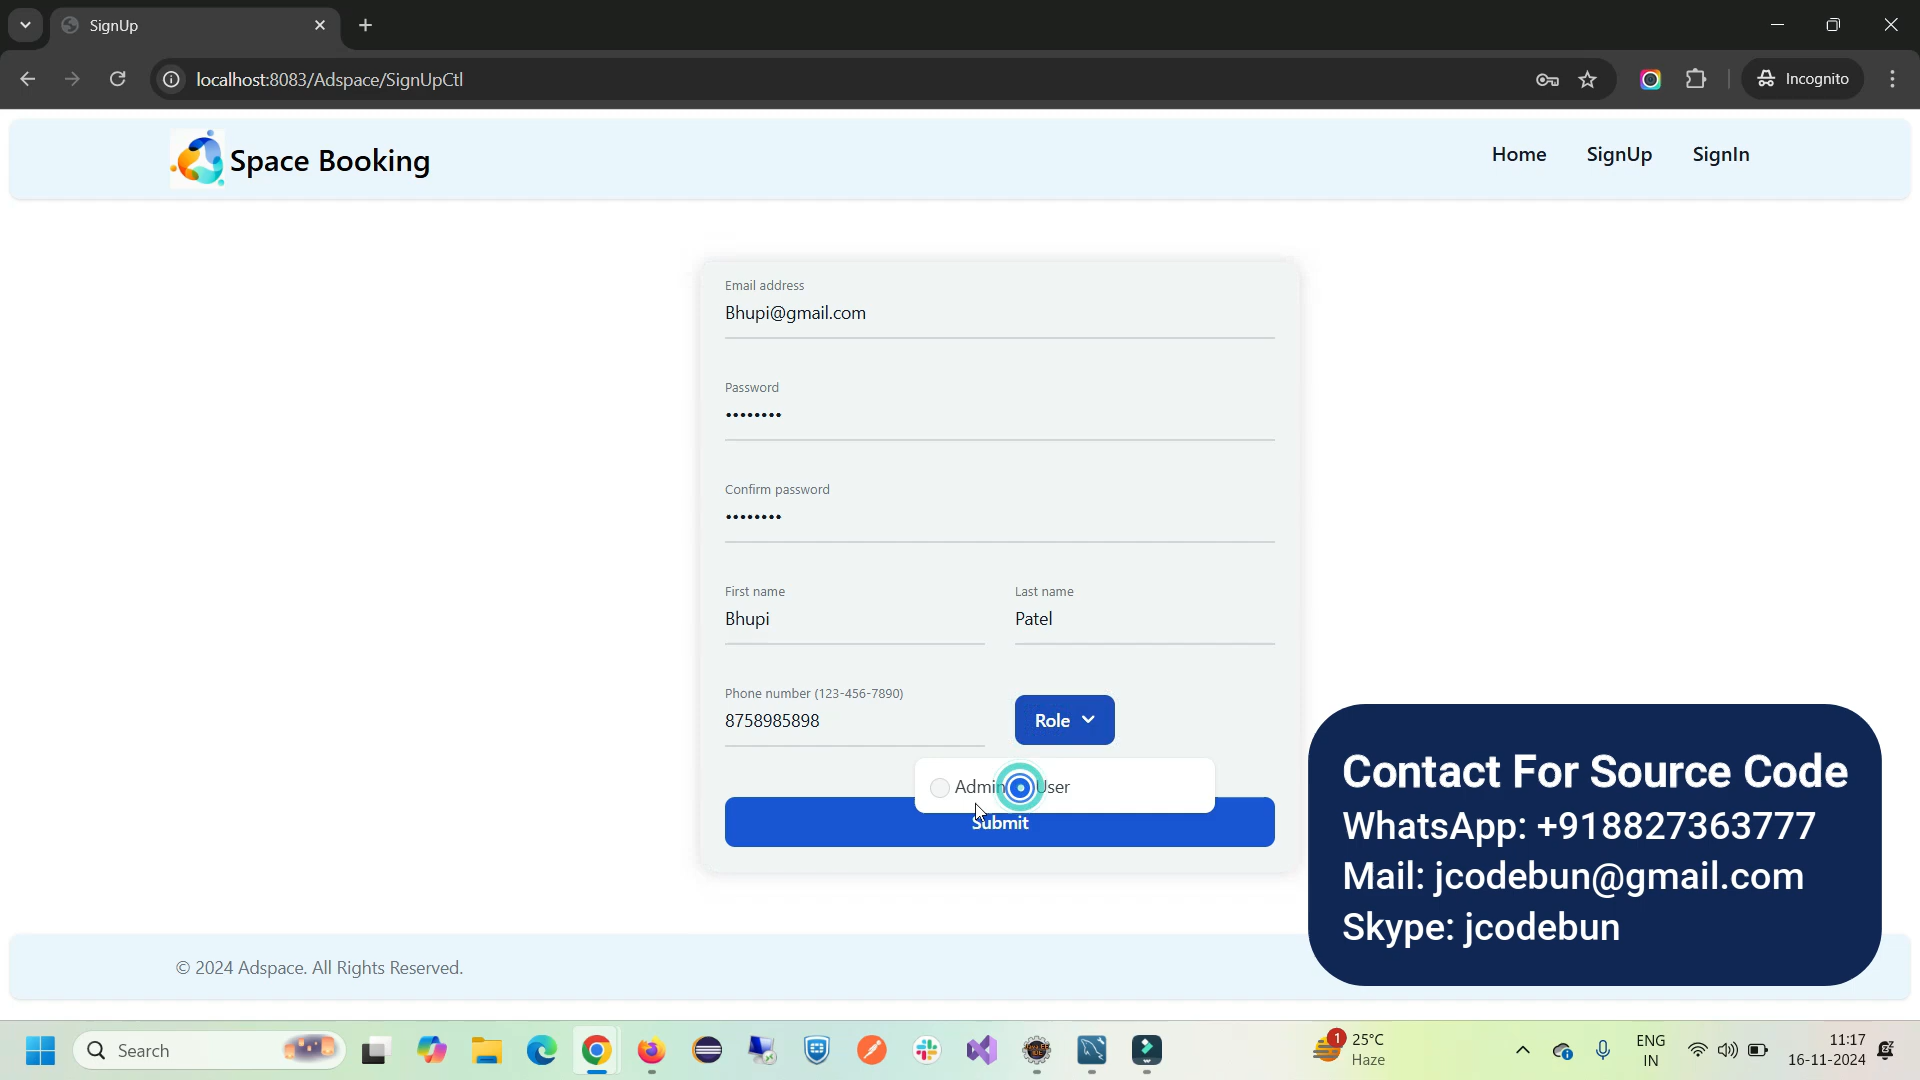 SignUp
localhost:8083/Adspace/SignUpCtl
Incognito
Space Booking
Home
SignUp
SignIn
Email address
Bhupi@gmail.com
Password
••••••••
Confirm password
••••••••
First name
Last name
Bhupi
Patel
Phone number (123-456-7890)
8758985898
Role
Admin
User
Submit
Contact For Source Code
WhatsApp: +918827363777
Mail: jcodebun@gmail.com
Skype: jcodebun
© 2024 Adspace. All Rights Reserved.
Search
1
25°C
Haze
ENG
IN
11:17
16-11-2024